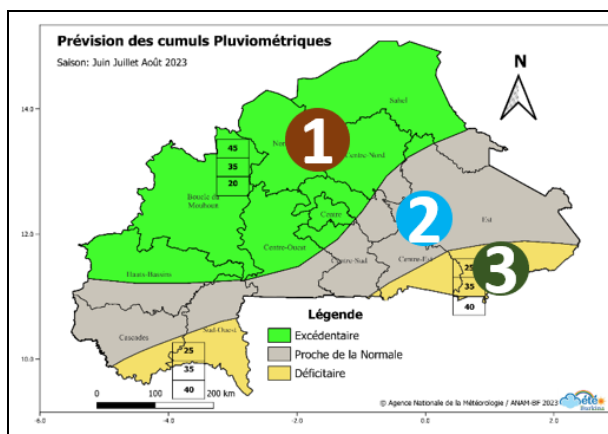 Prévision des cumuls Pluviométriques
Saison: Juin Juillet Août 2023
N
14.0
12.0
10.0
Sahel
1
Centre-Nord
45
35
20
Boucle du Mouhoun
Centre
2
Est
Centre-Ouest
Centre-Sud
Centre-Est
3
25
35
40
Hauts-Bassins
Cascades
Sud-Ouest
25
35
40
Légende
Excédentaire
Proche de la Normale
Déficitaire
0 100 200 km
© Agence Nationale de la Météorologie / ANAM-BF 2023
été
Burkina
-6.0 -4.0 -2.0 0.0 2.0